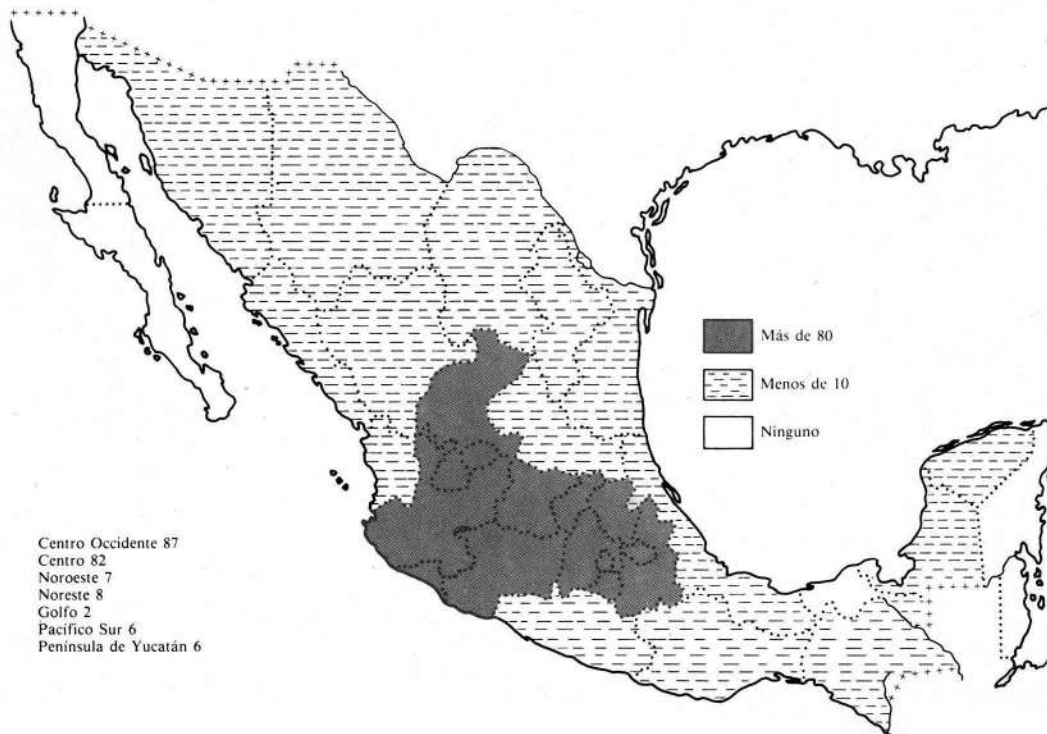 Más de 80
Menos de 10
Ninguno
Centro Occidente 87
Centro 82
Noroeste 7
Noreste 8
Golfo 2
Pacífico Sur 6
Península de Yucatán 6